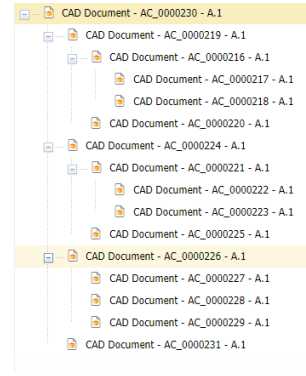 CAD Document - AC_0000230 - A.1
CAD Document - AC_0000219 - A.1
CAD Document - AC_0000216 - A.1
CAD Document - AC_0000217 - A.1
CAD Document - AC_0000218 - A.1
CAD Document - AC_0000220 - A.1
CAD Document - AC_0000224 - A.1
CAD Document - AC_0000221 - A.1
CAD Document - AC_0000222 - A.1
CAD Document - AC_0000223 - A.1
CAD Document - AC_0000225 - A.1
CAD Document - AC_0000226 - A.1
CAD Document - AC_0000227 - A.1
CAD Document - AC_0000228 - A.1
CAD Document - AC_0000229 - A.1
CAD Document - AC_0000231 - A.1